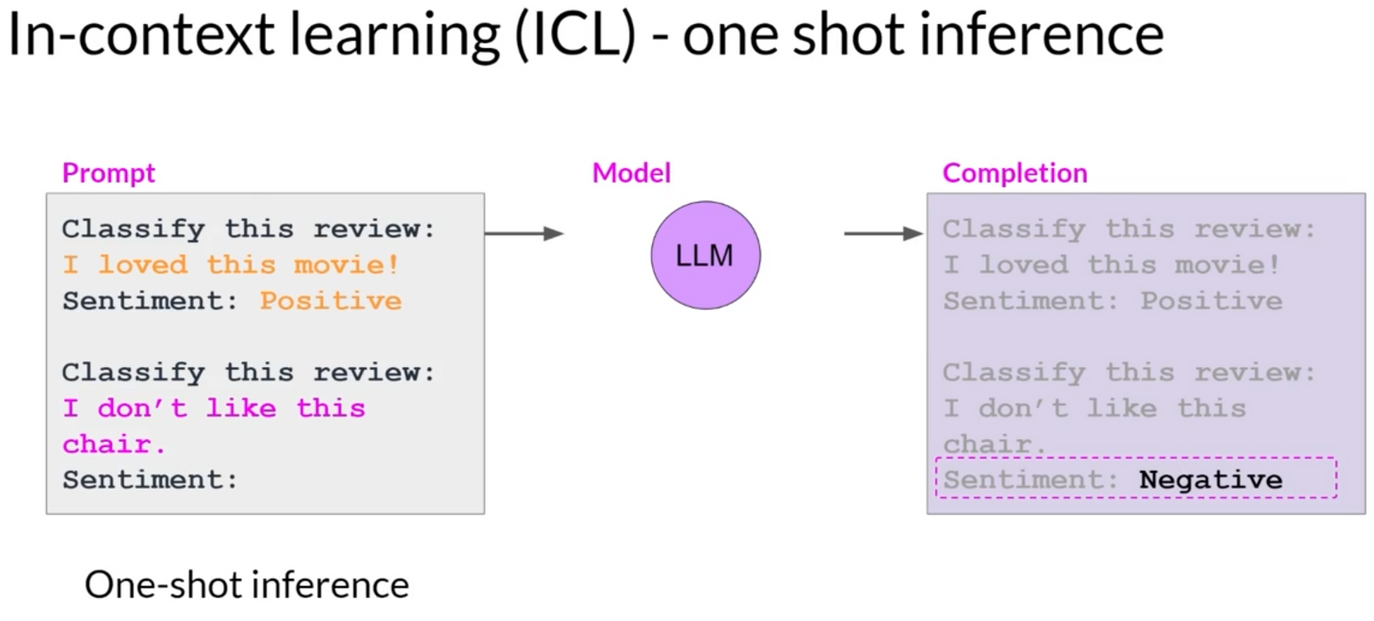 In-context learning (ICL) - one shot inference
Prompt
Classify this review:
I loved this movie!
Sentiment: Positive
Classify this review:
I don’t like this
chair.
Sentiment:
Model
LLM
Completion
Classify this review:
I loved this movie!
Sentiment: Positive
Classify this review:
I don’t like this
chair.
Sentiment: Negative
One-shot inference